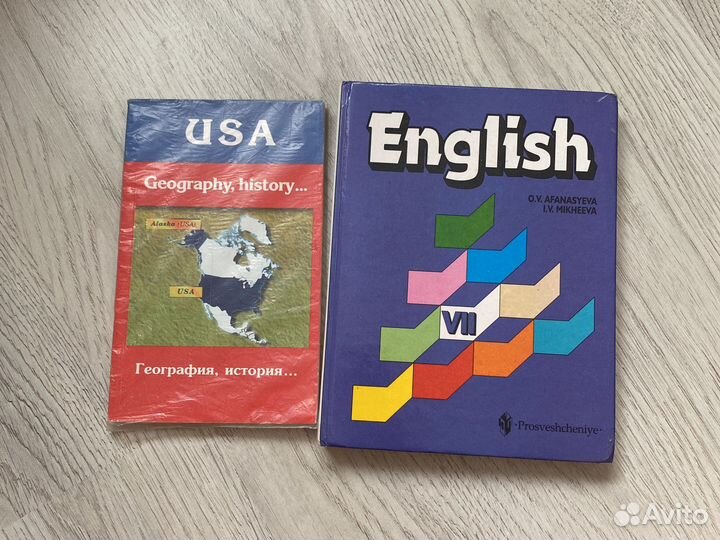 USA
Geography, history...
Alaska (USA)
USA
География, история...
English
O.V. AFANASYEVA
I.V. MIKHEEVA
VII
·Prosveshcheniye·
Avito